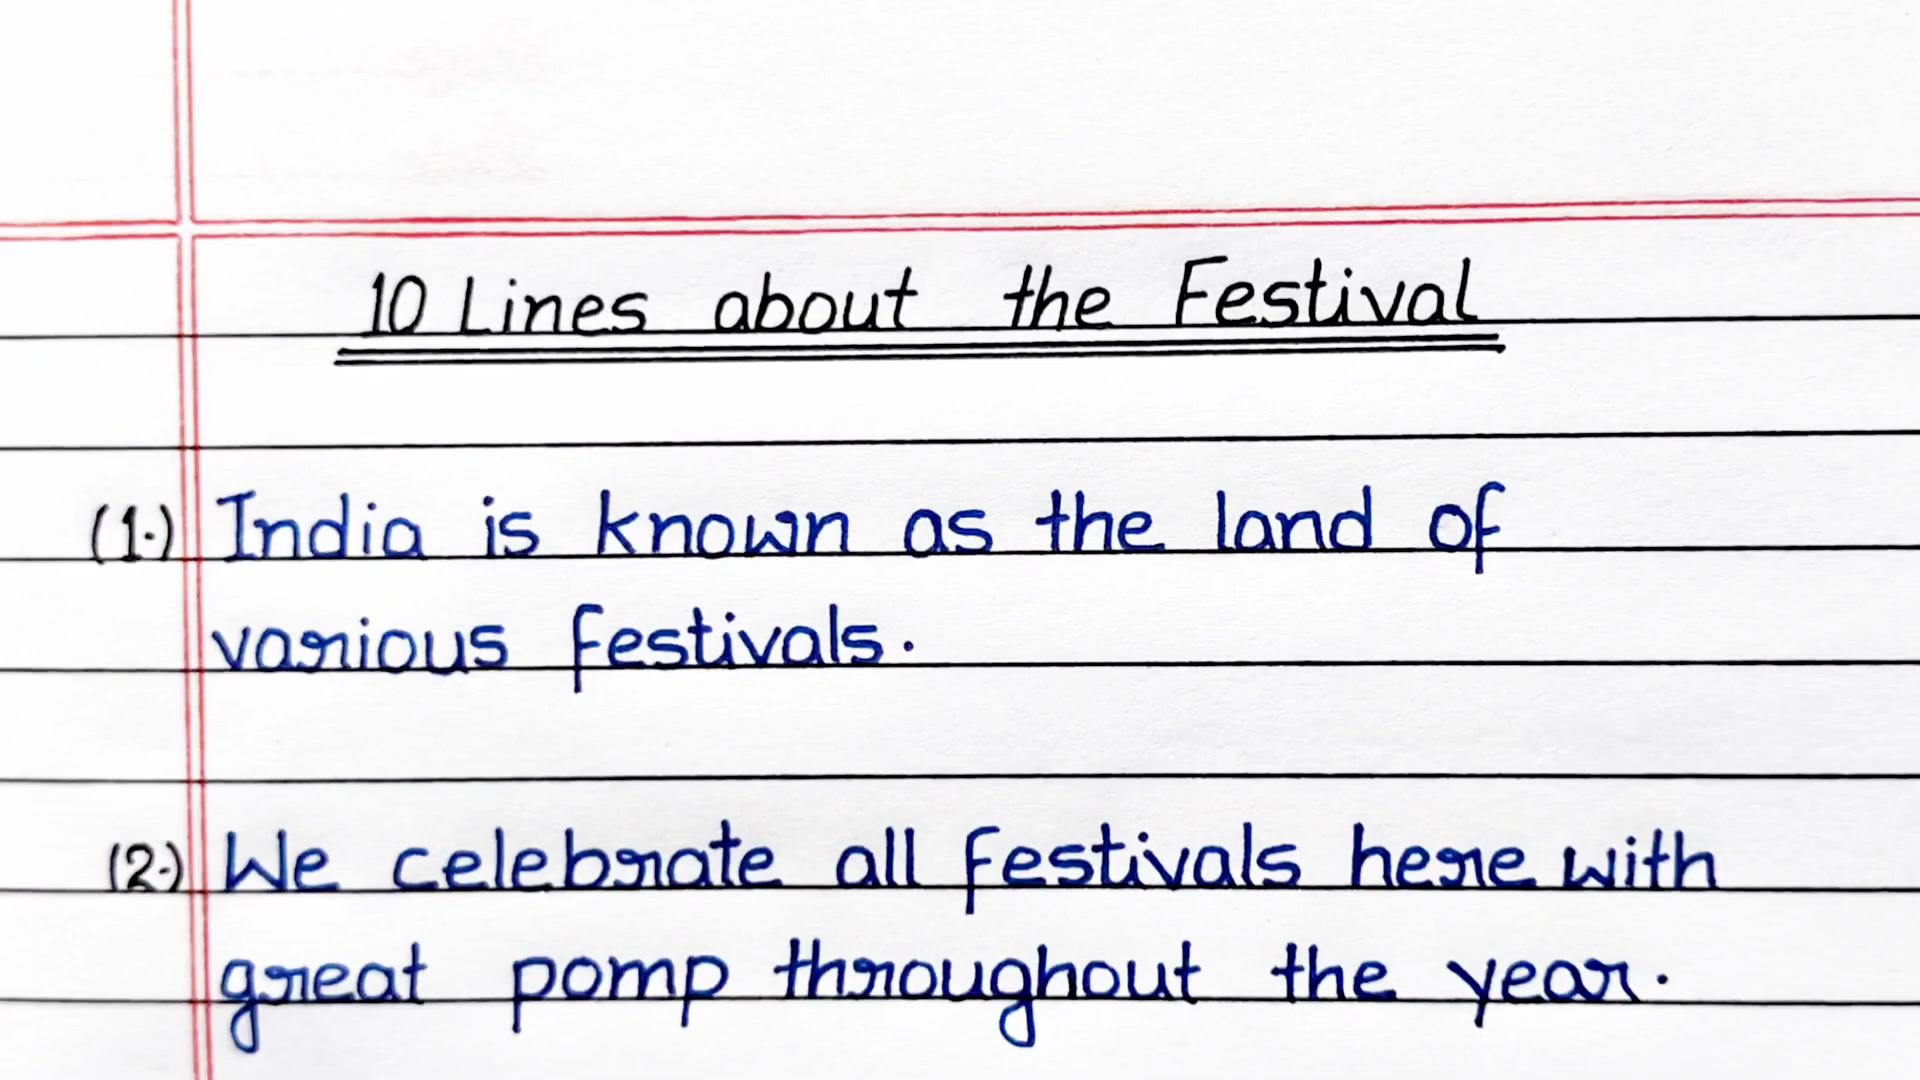 10 Lines about the Festival
(1.) India is known as the land of
various festivals.
(2.) We celebrate all festivals here with
great pomp throughout the year.